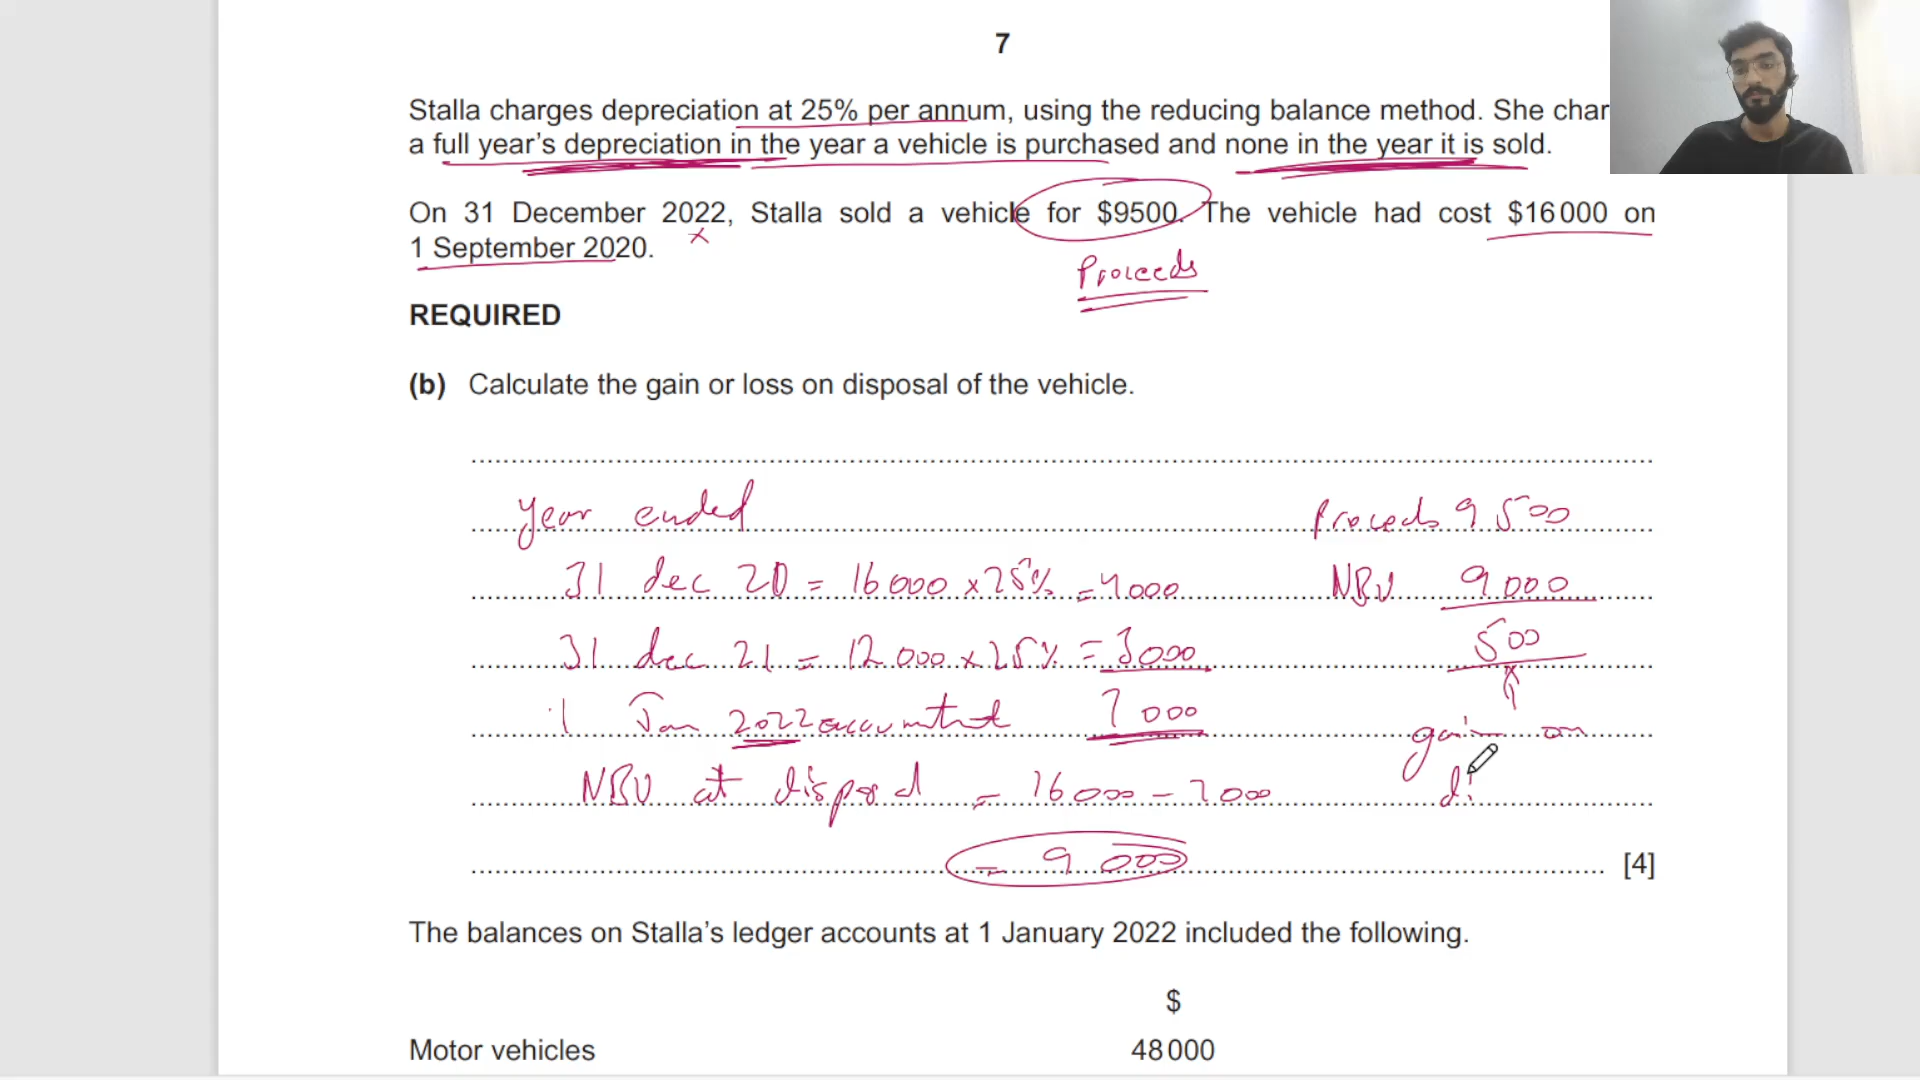 7
Stalla charges depreciation at 25% per annum, using the reducing balance method. She char
a full year's depreciation in the year a vehicle is purchased and none in the year it is sold.
On 31 December 2022, Stalla sold a vehicle for $9500. The vehicle had cost $16000 on
1 September 2020.
Proceeds
REQUIRED
(b) Calculate the gain or loss on disposal of the vehicle.
year ended
Proceeds 9500
31 dec 20 = 16000 x 25% = 4000
NBV 9000
31 dec 21 = 12000 x 25% = 3000
500
1 Jan 2022 7000
gain on
NBV at disposal = 16000 - 7000
di
= 9000
[4]
The balances on Stalla's ledger accounts at 1 January 2022 included the following.
$
Motor vehicles 48000